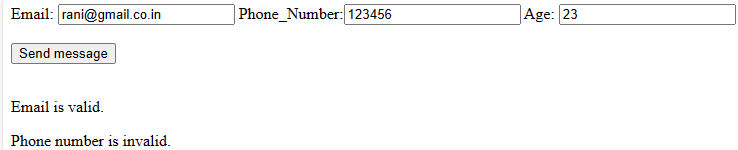 Email: rani@gmail.co.in Phone_Number: 123456 Age: 23
Send message
Email is valid.
Phone number is invalid.